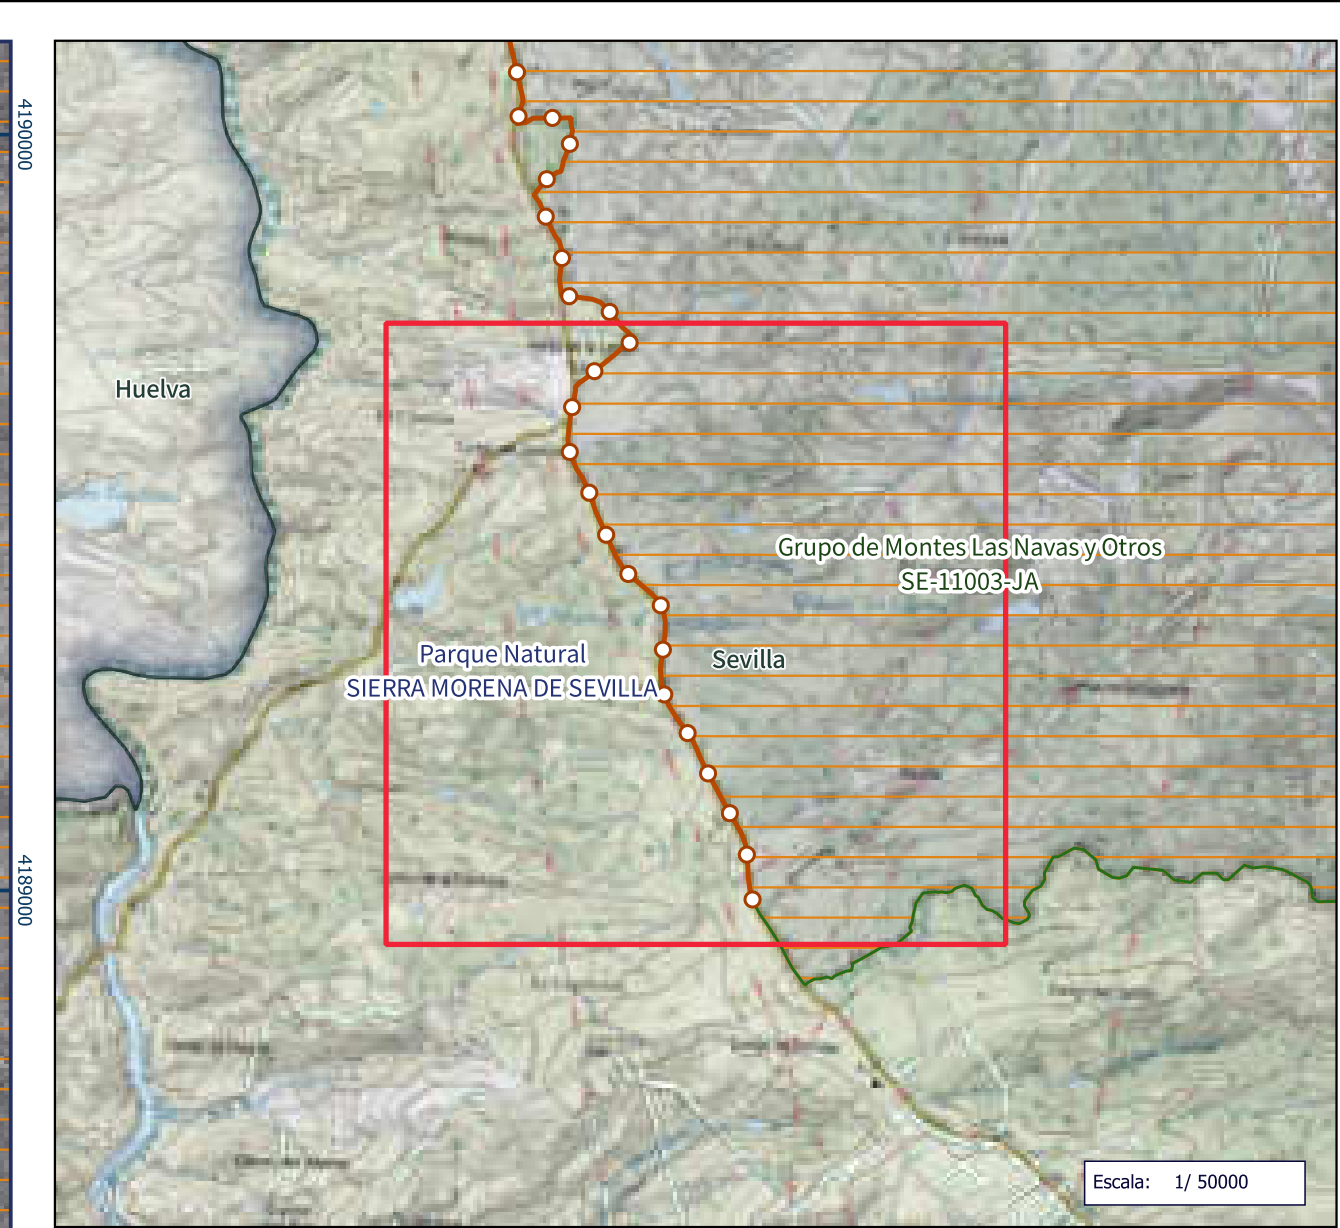 4190000
Huelva
Grupo de Montes Las Navas y Otros
SE-11003-JA
Parque Natural
SIERRA MORENA DE SEVILLA
Sevilla
4189000
Escala: 1/ 50000